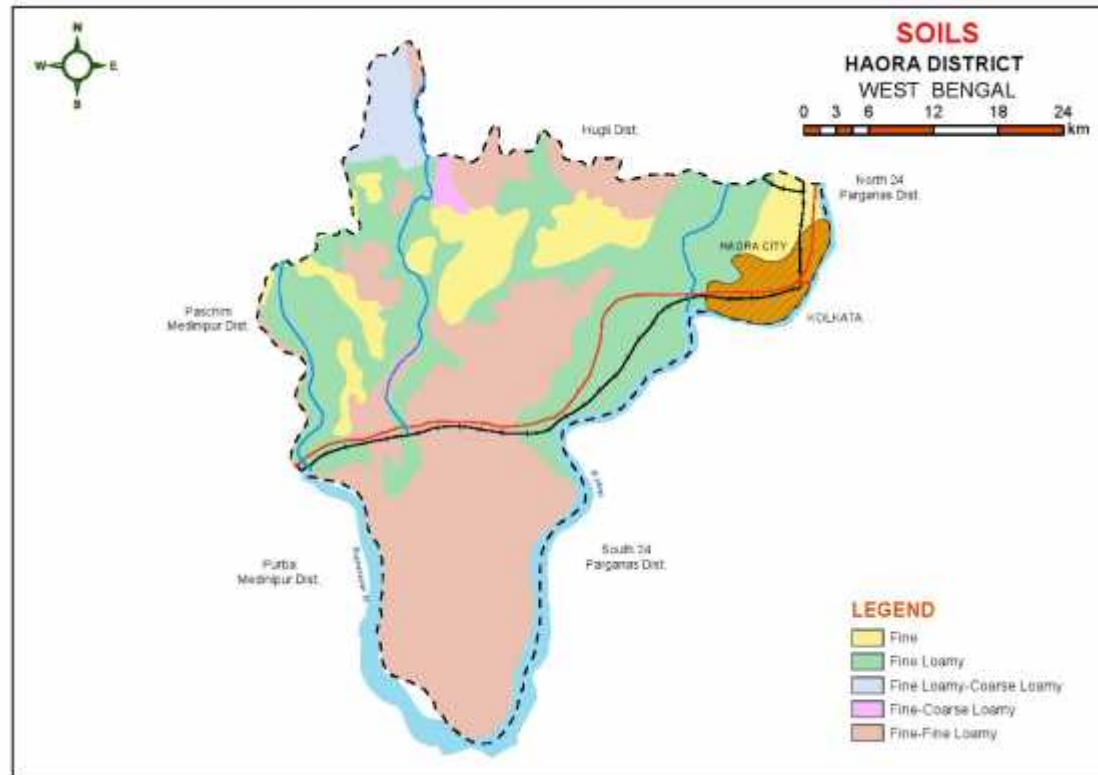 N
W E
S
SOILS
HAORA DISTRICT
WEST BENGAL
0 3 6 12 18 24
km
Hugli Dist.
North 24
Parganas Dist.
HAORA CITY
KOLKATA
Paschim
Medinipur Dist.
South 24
Parganas Dist.
Purba
Medinipur Dist.
LEGEND
Fine
Fine Loamy
Fine Loamy-Coarse Loamy
Fine-Coarse Loamy
Fine-Fine Loamy